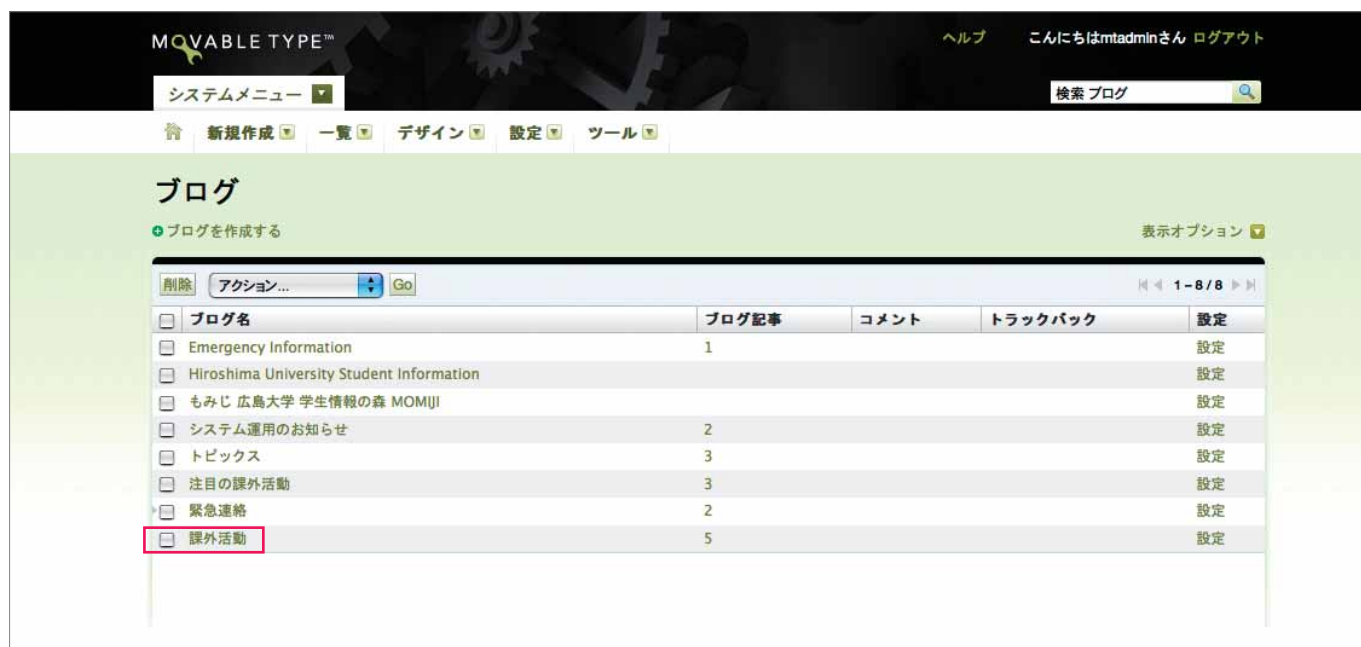 MOVABLE TYPE™
ヘルプ こんにちはmtadminさん ログアウト
システムメニュー
検索 ブログ
新規作成 一覧 デザイン 設定 ツール
ブログ
ブログを作成する
表示オプション
削除 アクション... Go 1-8/8
ブログ名 ブログ記事 コメント トラックバック 設定
Emergency Information 1 設定
Hiroshima University Student Information 設定
もみじ 広島大学 学生情報の森 MOMIJI 設定
システム運用のお知らせ 2 設定
トピックス 3 設定
注目の課外活動 3 設定
緊急連絡 2 設定
課外活動 5 設定